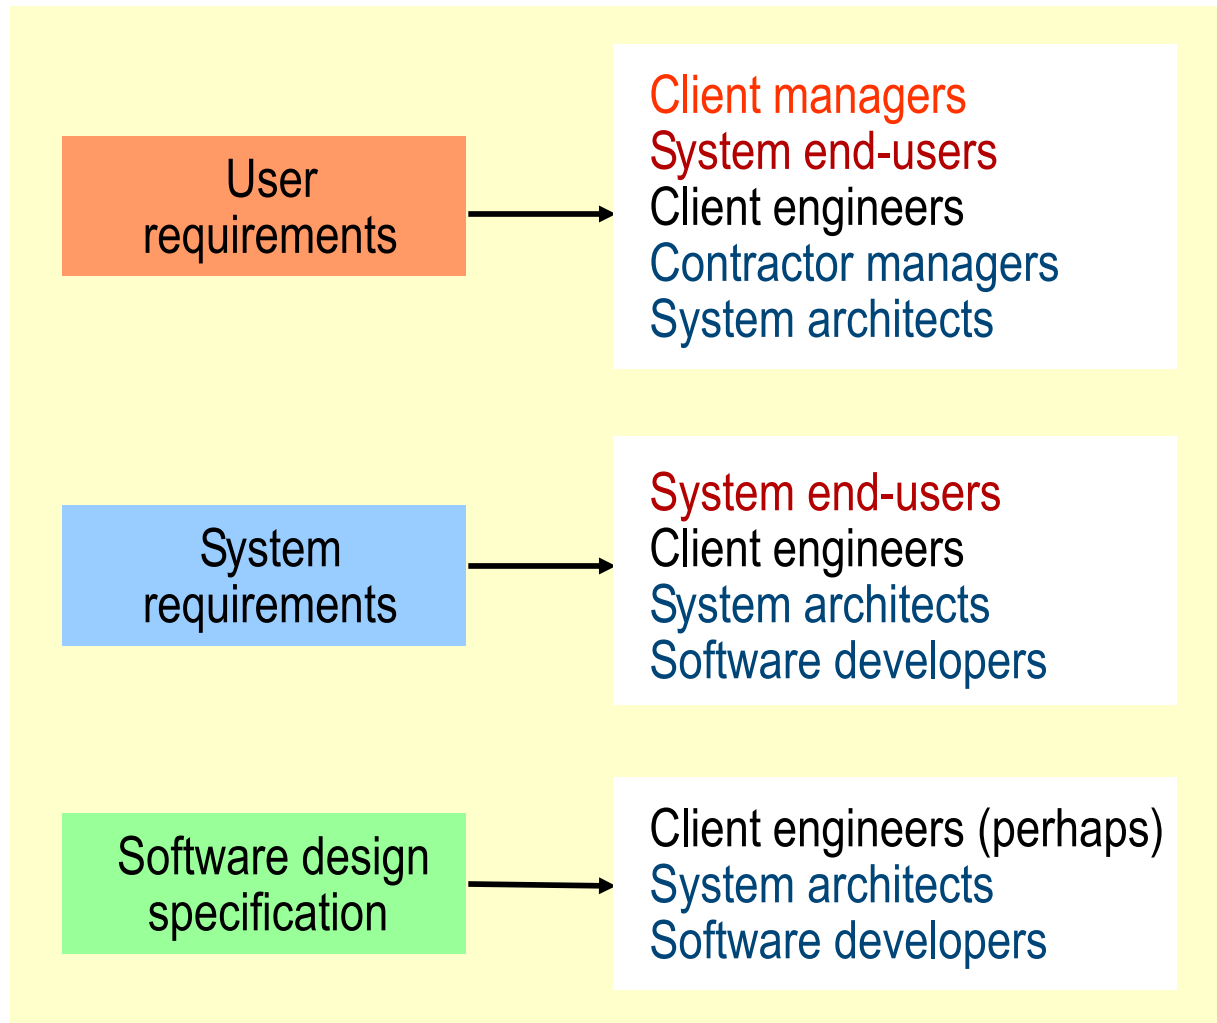 User
requirements
Client managers
System end-users
Client engineers
Contractor managers
System architects
System
requirements
System end-users
Client engineers
System architects
Software developers
Software design
specification
Client engineers (perhaps)
System architects
Software developers